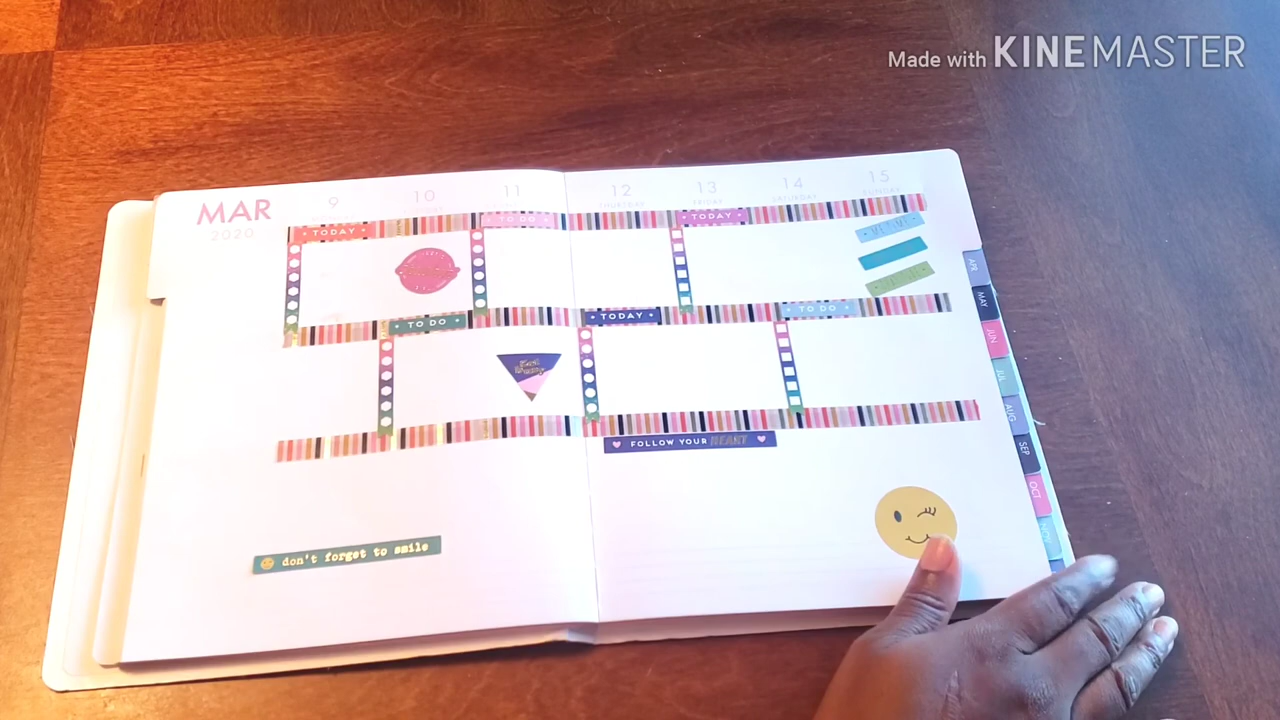 Made with KINEMASTER
MAR
2020
9
10
11
12
13
14
15
THURSDAY
FRIDAY
SATURDAY
SUNDAY
• TODAY •
• TO DO •
• TODAY •
• TO DO •
• TODAY •
• TO DO •
FOLLOW YOUR HEART
don't forget to smile
APR
MAY
JUN
JUL
AUG
SEP
OCT
NOV